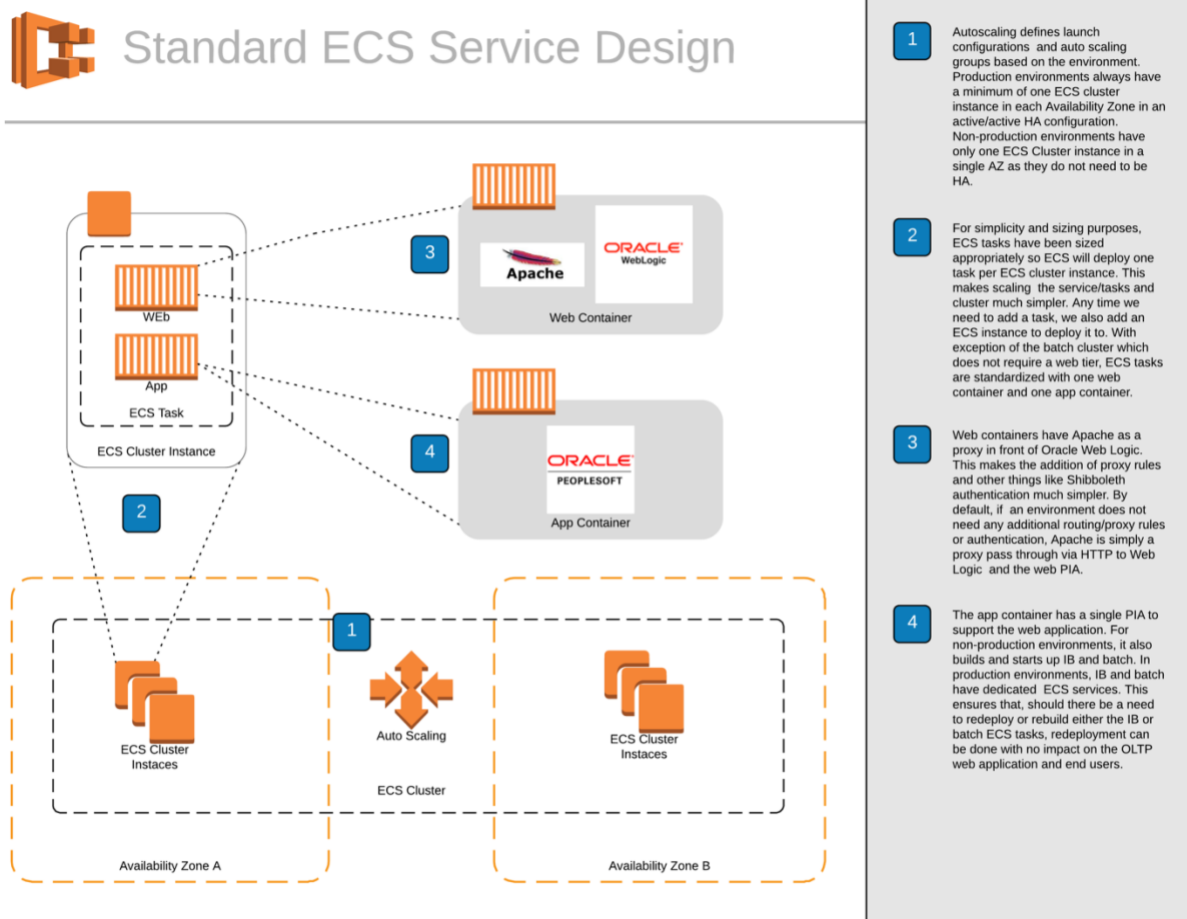 Standard ECS Service Design
WEb
App
ECS Task
ECS Cluster Instance
3
Apache
ORACLE
WebLogic
Web Container
4
ORACLE
PEOPLESOFT
App Container
2
1
ECS Cluster
Instaces
Auto Scaling
ECS Cluster
ECS Cluster
Instaces
Availability Zone A
Availability Zone B
1
Autoscaling defines launch
configurations and auto scaling
groups based on the environment.
Production environments always have
a minimum of one ECS cluster
instance in each Availability Zone in an
active/active HA configuration.
Non-production environments have
only one ECS Cluster instance in a
single AZ as they do not need to be
HA.
2
For simplicity and sizing purposes,
ECS tasks have been sized
appropriately so ECS will deploy one
task per ECS cluster instance. This
makes scaling the service/tasks and
cluster much simpler. Any time we
need to add a task, we also add an
ECS instance to deploy it to. With
exception of the batch cluster which
does not require a web tier, ECS tasks
are standardized with one web
container and one app container.
3
Web containers have Apache as a
proxy in front of Oracle Web Logic.
This makes the addition of proxy rules
and other things like Shibboleth
authentication much simpler. By
default, if an environment does not
need any additional routing/proxy rules
or authentication, Apache is simply a
proxy pass through via HTTP to Web
Logic and the web PIA.
4
The app container has a single PIA to
support the web application. For
non-production environments, it also
builds and starts up IB and batch. In
production environments, IB and batch
have dedicated ECS services. This
ensures that, should there be a need
to redeploy or rebuild either the IB or
batch ECS tasks, redeployment can
be done with no impact on the OLTP
web application and end users.